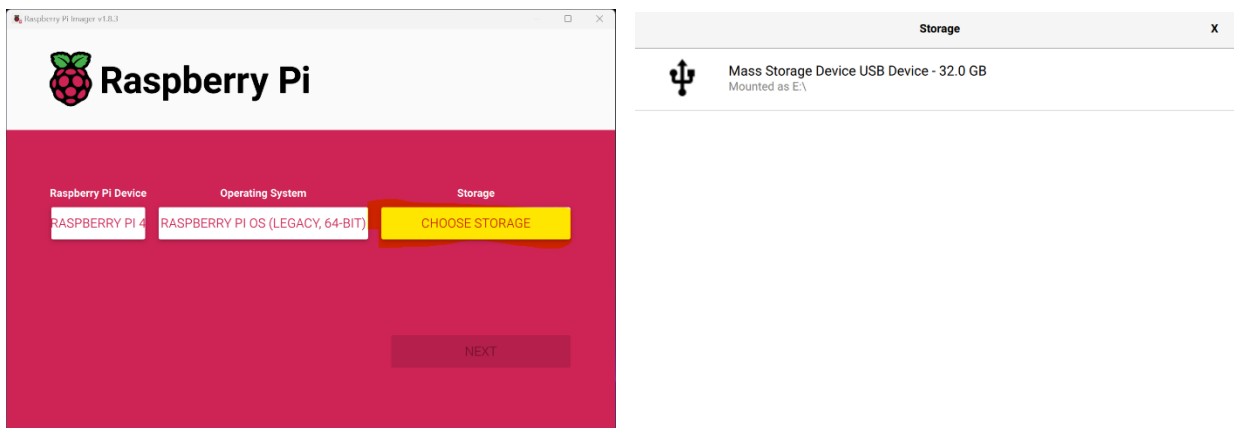 Raspberry Pi Imager v1.8.3
Raspberry Pi
Raspberry Pi Device
Operating System
Storage
RASPBERRY PI 4
RASPBERRY PI OS (LEGACY, 64-BIT)
CHOOSE STORAGE
NEXT
Storage
X
Mass Storage Device USB Device - 32.0 GB
Mounted as E:\